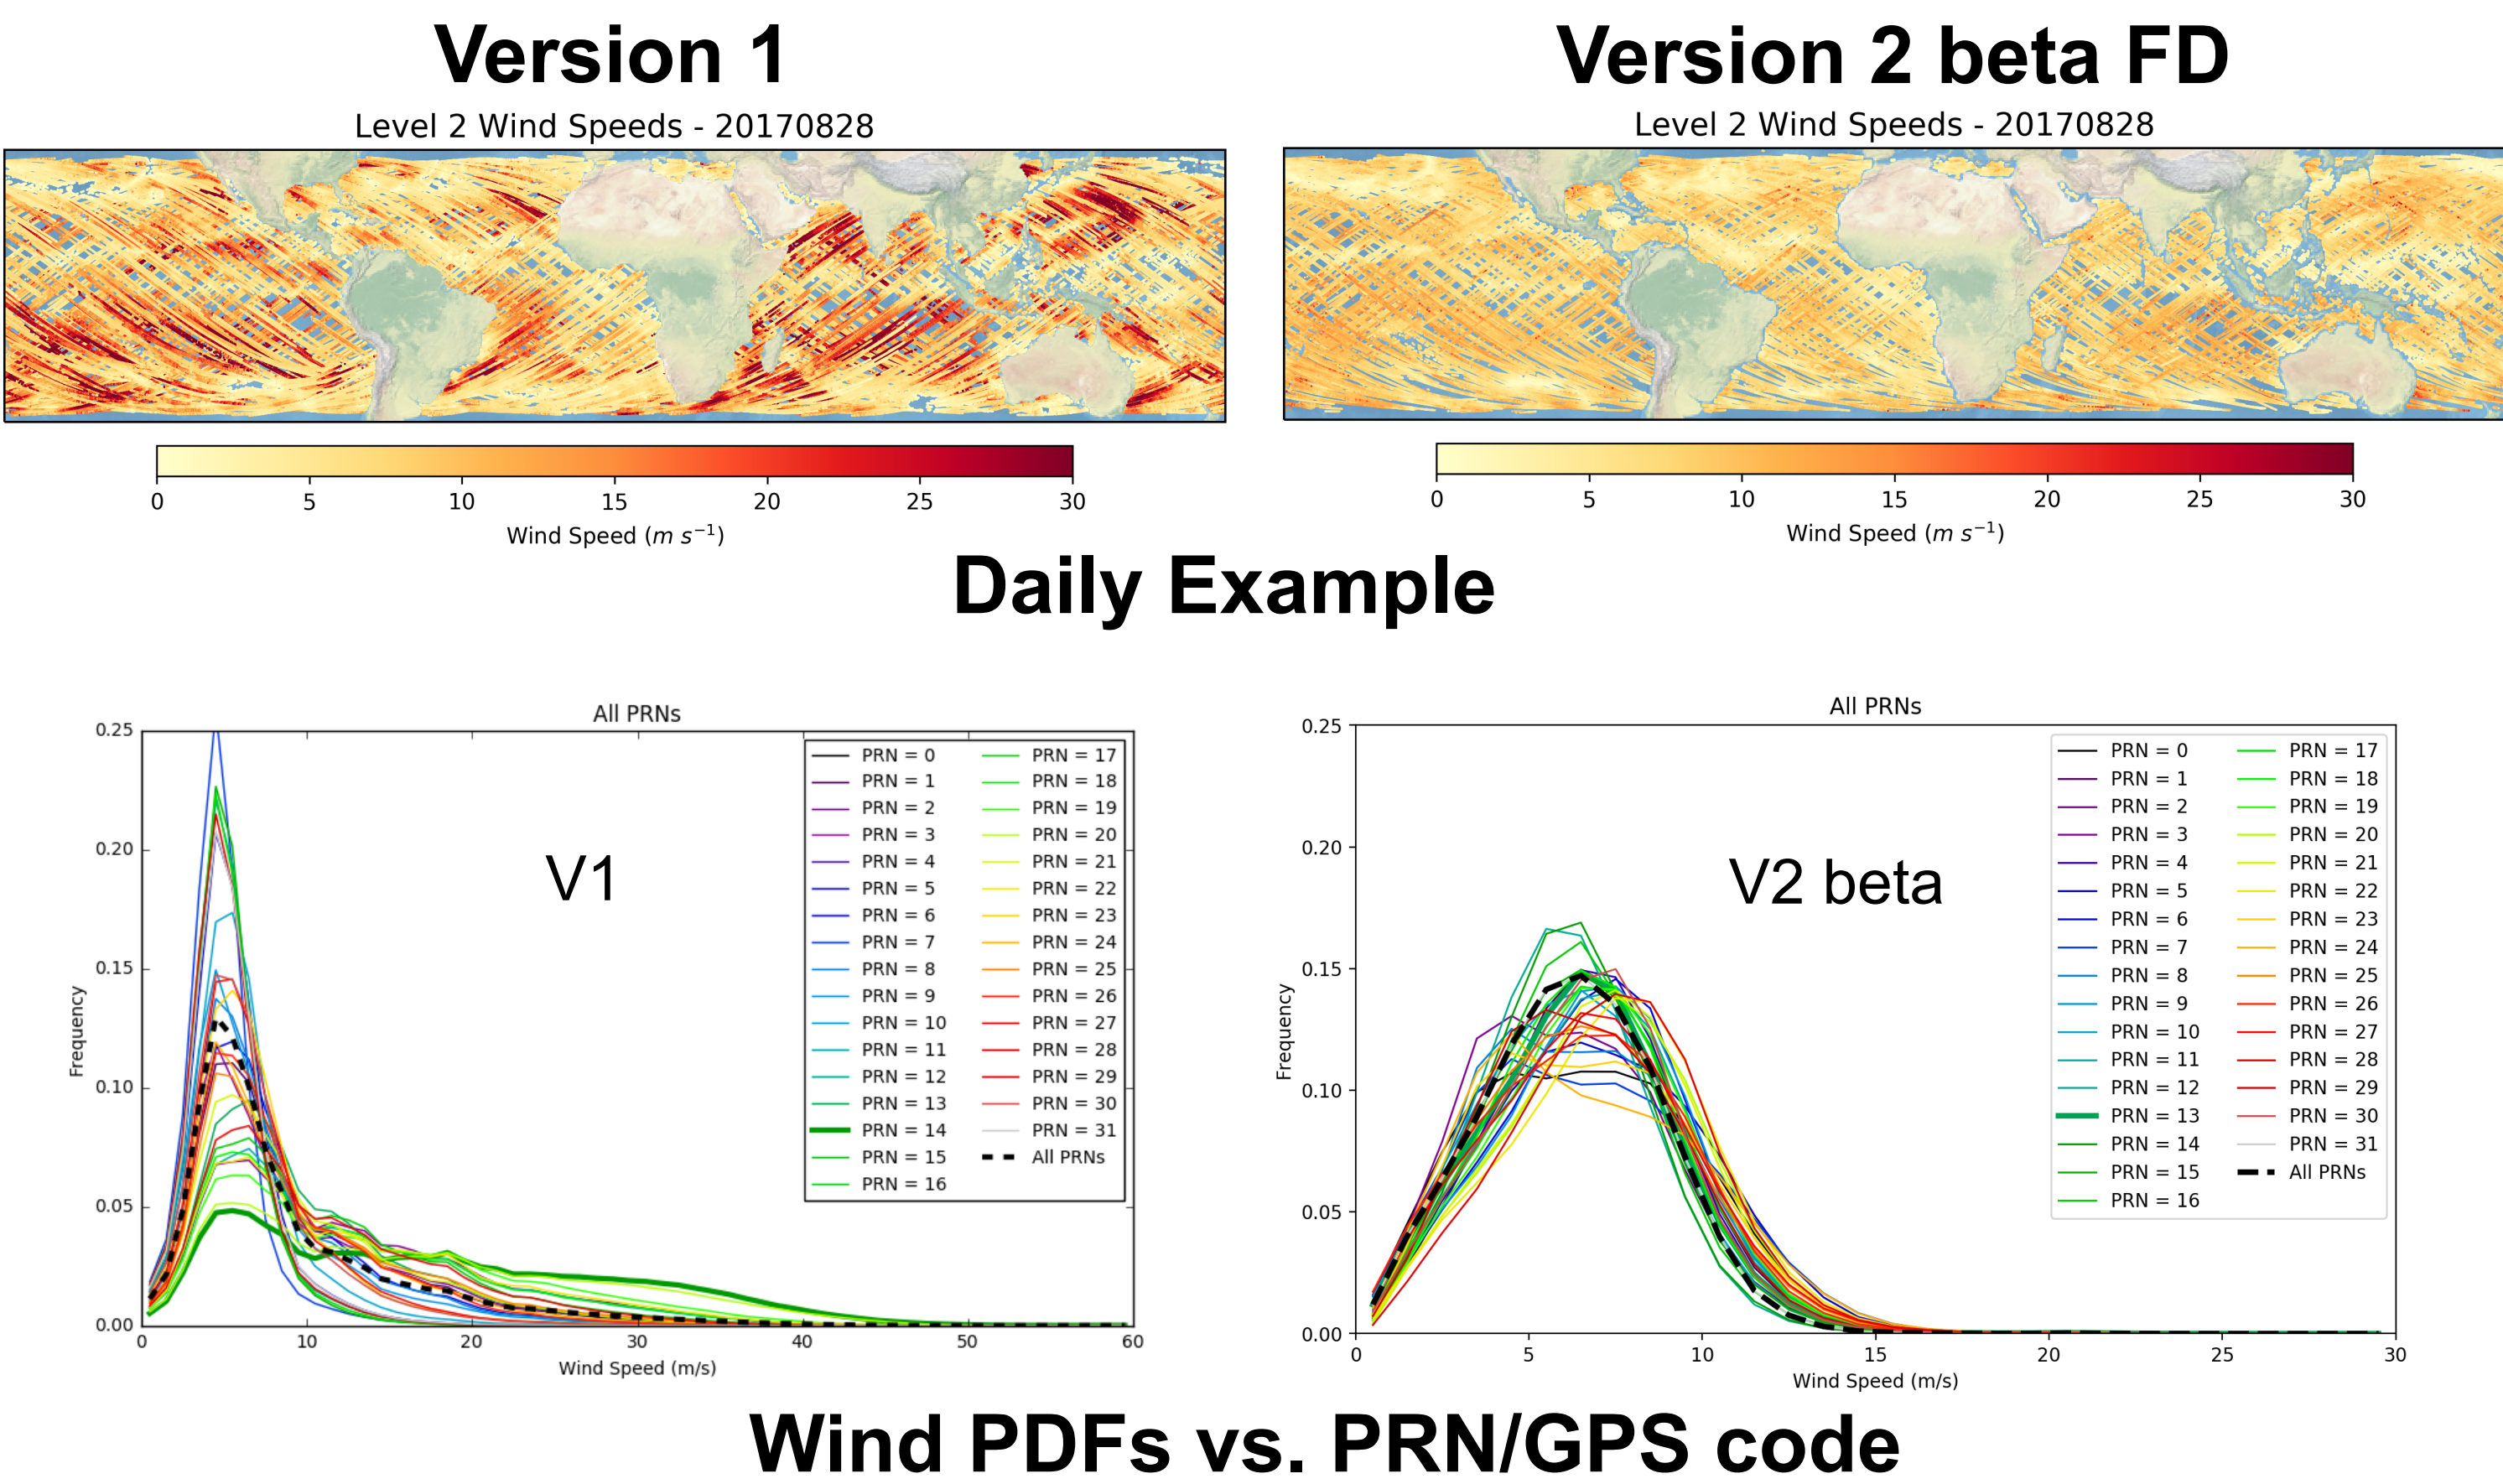 Version 1
Version 2 beta FD
Level 2 Wind Speeds - 20170828
Level 2 Wind Speeds - 20170828
0 5 10 15 20 25 30
Wind Speed (m s⁻¹)
0 5 10 15 20 25 30
Wind Speed (m s⁻¹)
Daily Example
All PRNs
0.25
0.20
0.15
0.10
0.05
0.00
Frequency
V1
PRN = 0
PRN = 1
PRN = 2
PRN = 3
PRN = 4
PRN = 5
PRN = 6
PRN = 7
PRN = 8
PRN = 9
PRN = 10
PRN = 11
PRN = 12
PRN = 13
PRN = 14
PRN = 15
PRN = 16
PRN = 17
PRN = 18
PRN = 19
PRN = 20
PRN = 21
PRN = 22
PRN = 23
PRN = 24
PRN = 25
PRN = 26
PRN = 27
PRN = 28
PRN = 29
PRN = 30
PRN = 31
All PRNs
0 10 20 30 40 50 60
Wind Speed (m/s)
All PRNs
0.25
0.20
0.15
0.10
0.05
0.00
Frequency
V2 beta
PRN = 0
PRN = 1
PRN = 2
PRN = 3
PRN = 4
PRN = 5
PRN = 6
PRN = 7
PRN = 8
PRN = 9
PRN = 10
PRN = 11
PRN = 12
PRN = 13
PRN = 14
PRN = 15
PRN = 16
PRN = 17
PRN = 18
PRN = 19
PRN = 20
PRN = 21
PRN = 22
PRN = 23
PRN = 24
PRN = 25
PRN = 26
PRN = 27
PRN = 28
PRN = 29
PRN = 30
PRN = 31
All PRNs
0 5 10 15 20 25 30
Wind Speed (m/s)
Wind PDFs vs. PRN/GPS code